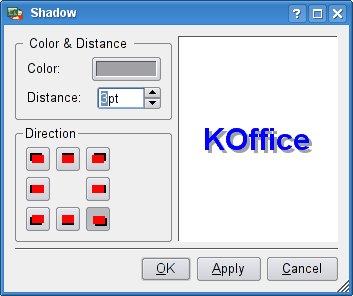 Shadow
Color & Distance
Color:
Distance: 3pt
Direction
KOffice
OK Apply Cancel